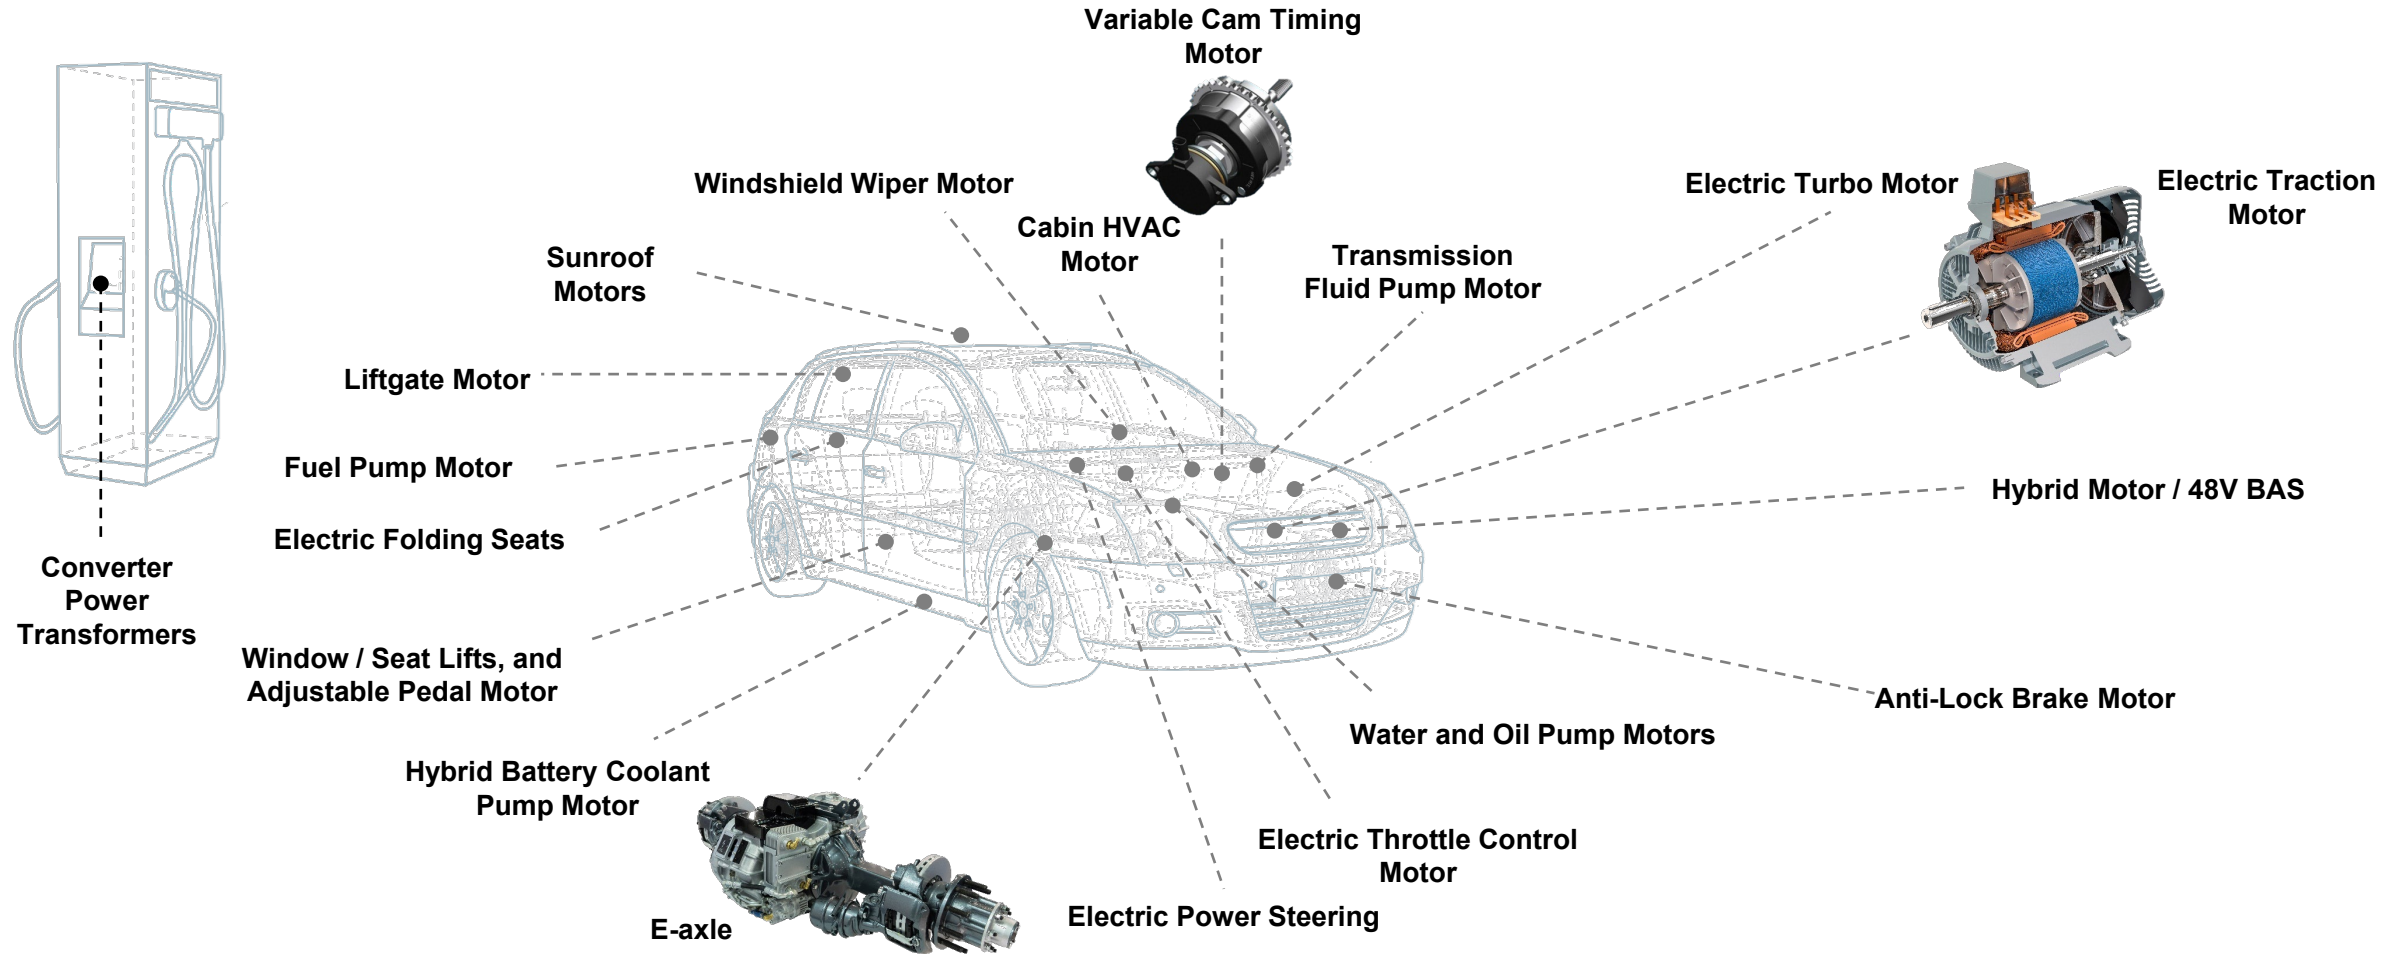 Variable Cam Timing
Motor
Windshield Wiper Motor
Electric Turbo Motor
Electric Traction
Motor
Cabin HVAC
Motor
Sunroof
Motors
Transmission
Fluid Pump Motor
Liftgate Motor
Fuel Pump Motor
Hybrid Motor / 48V BAS
Electric Folding Seats
Converter
Power
Transformers
Window / Seat Lifts, and
Adjustable Pedal Motor
Anti-Lock Brake Motor
Water and Oil Pump Motors
Hybrid Battery Coolant
Pump Motor
Electric Throttle Control
Motor
Electric Power Steering
E-axle